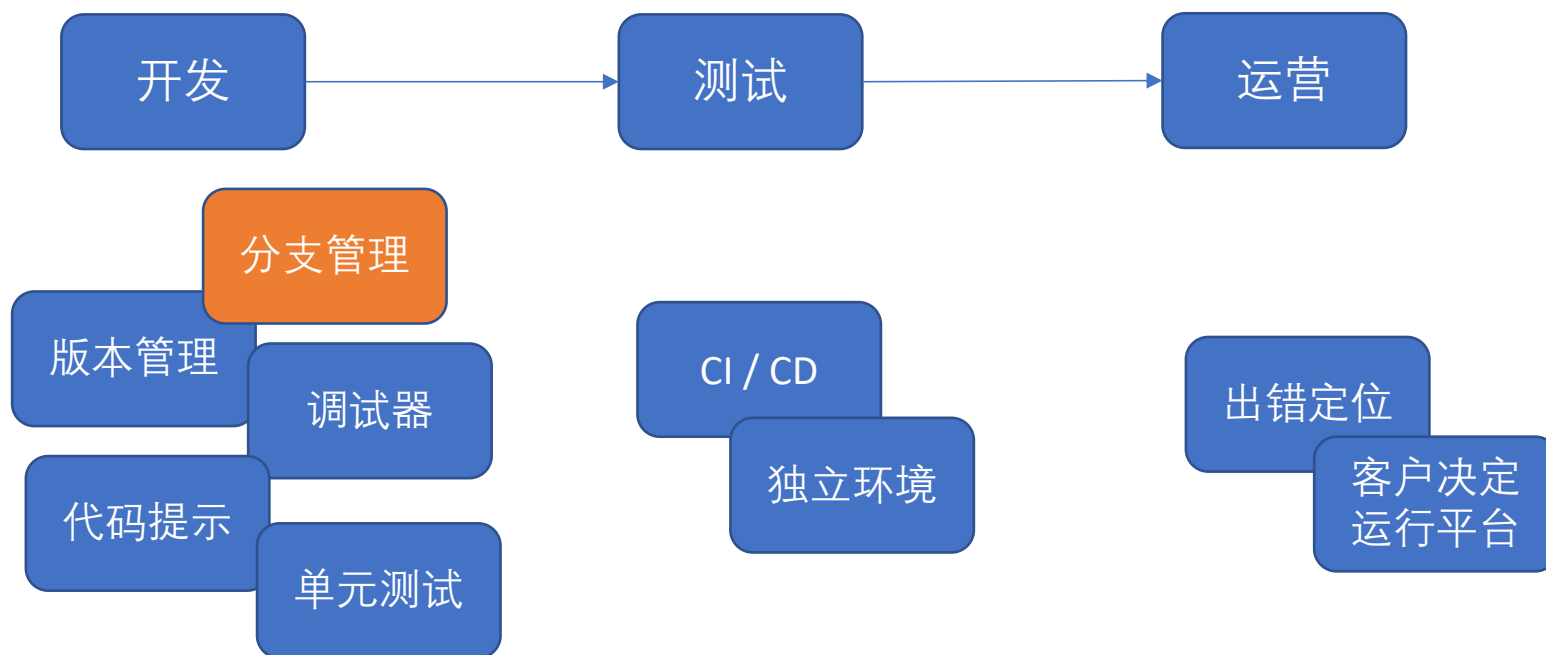 开发
测试
运营
分支管理
版本管理
调试器
代码提示
单元测试
CI / CD
独立环境
出错定位
客户决定
运行平台